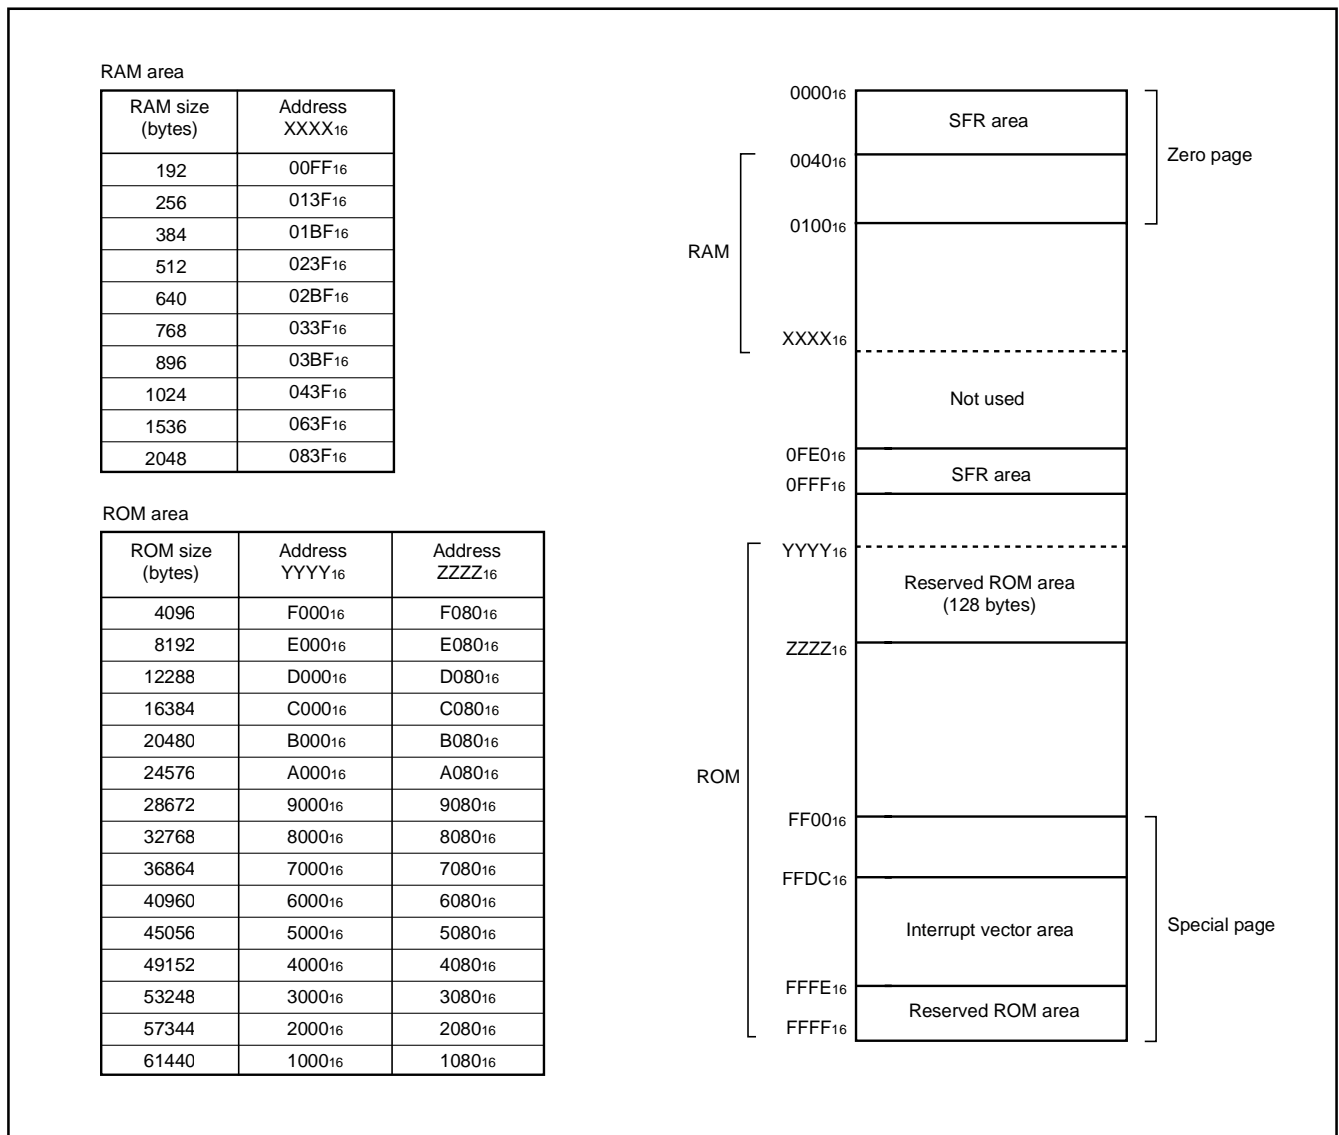 RAM area
RAM size (bytes) Address XXXX16
192 00FF16
256 013F16
384 01BF16
512 023F16
640 02BF16
768 033F16
896 03BF16
1024 043F16
1536 063F16
2048 083F16
ROM area
ROM size (bytes) Address YYYY16 Address ZZZZ16
4096 F00016 F08016
8192 E00016 E08016
12288 D00016 D08016
16384 C00016 C08016
20480 B00016 B08016
24576 A00016 A08016
28672 900016 908016
32768 800016 808016
36864 700016 708016
40960 600016 608016
45056 500016 508016
49152 400016 408016
53248 300016 308016
57344 200016 208016
61440 100016 108016
000016
SFR area
004016
Zero page
010016
RAM
XXXX16
Not used
0FE016
SFR area
0FFF16
YYYY16
Reserved ROM area
(128 bytes)
ZZZZ16
ROM
FF0016
FFDC16
Interrupt vector area
Special page
FFFE16
Reserved ROM area
FFFF16